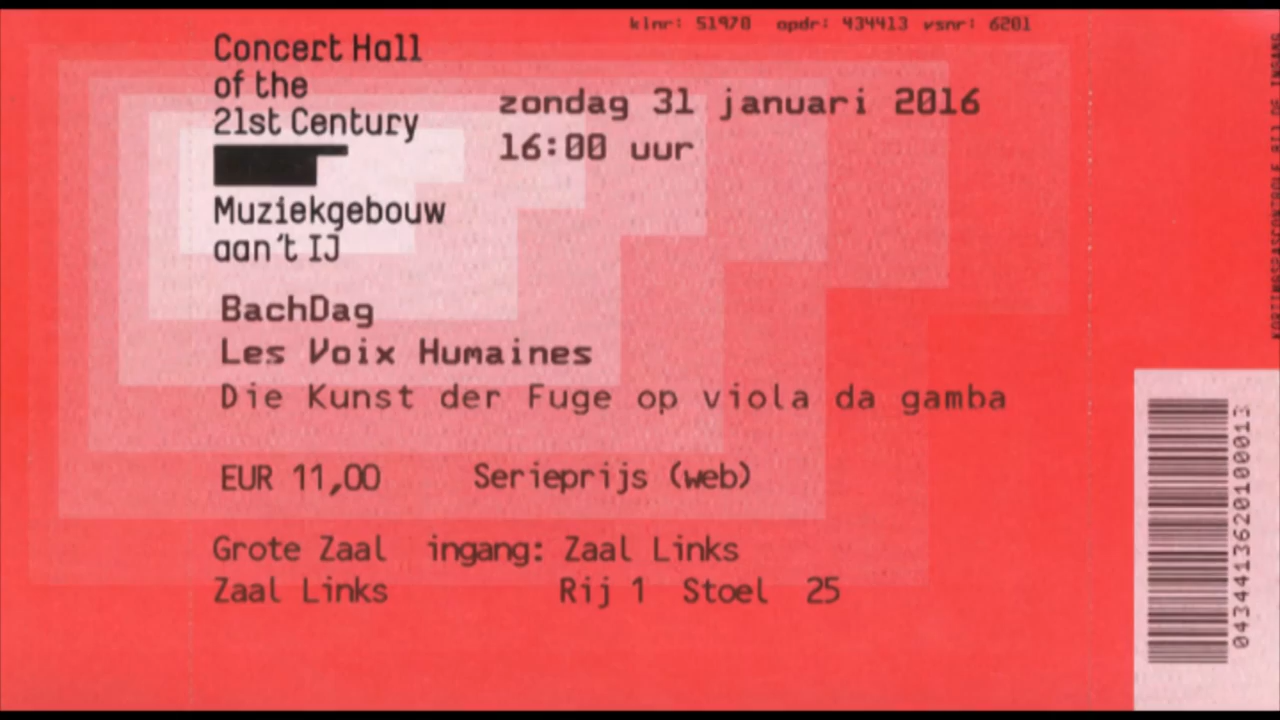 klnr: 51970 opdr: 434413 vsnr: 6201
Concert Hall
of the
21st Century
Muziekgebouw
aan't IJ
zondag 31 januari 2016
16:00 uur
BachDag
Les Voix Humaines
Die Kunst der Fuge op viola da gamba
EUR 11,00 Serieprijs (web)
Grote Zaal ingang: Zaal Links
Zaal Links Rij 1 Stoel 25
0434413620100013